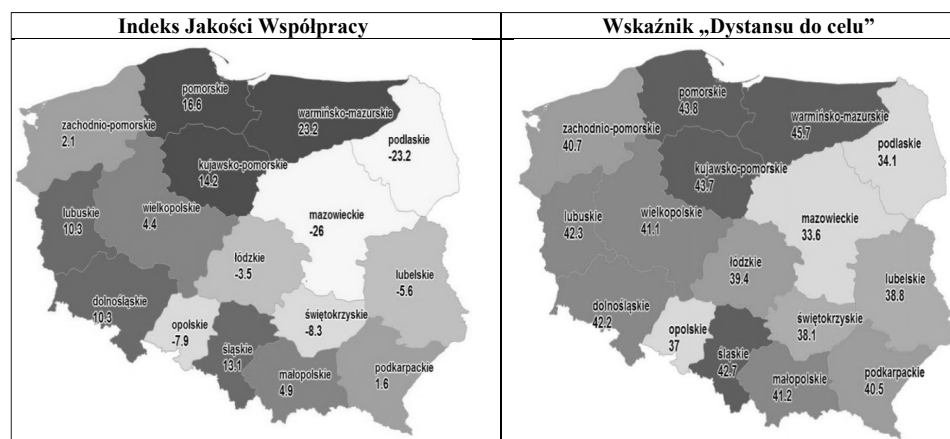 Indeks Jakości Współpracy
pomorskie
16.6
warmińsko-mazurskie
23.2
zachodnio-pomorskie
2.1
podlaskie
-23.2
kujawsko-pomorskie
14.2
wielkopolskie
4.4
mazowieckie
-26
lubuskie
10.3
łódzkie
-3.5
lubelskie
-5.6
dolnośląskie
10.3
opolskie
-7.9
świętokrzyskie
-8.3
śląskie
13.1
małopolskie
4.9
podkarpackie
1.6
Wskaźnik „Dystansu do celu”
pomorskie
43.8
warmińsko-mazurskie
45.7
zachodnio-pomorskie
40.7
podlaskie
34.1
kujawsko-pomorskie
43.7
wielkopolskie
41.1
mazowieckie
33.6
lubuskie
42.3
łódzkie
39.4
lubelskie
38.8
dolnośląskie
42.2
opolskie
37
świętokrzyskie
38.1
śląskie
42.7
małopolskie
41.2
podkarpackie
40.5